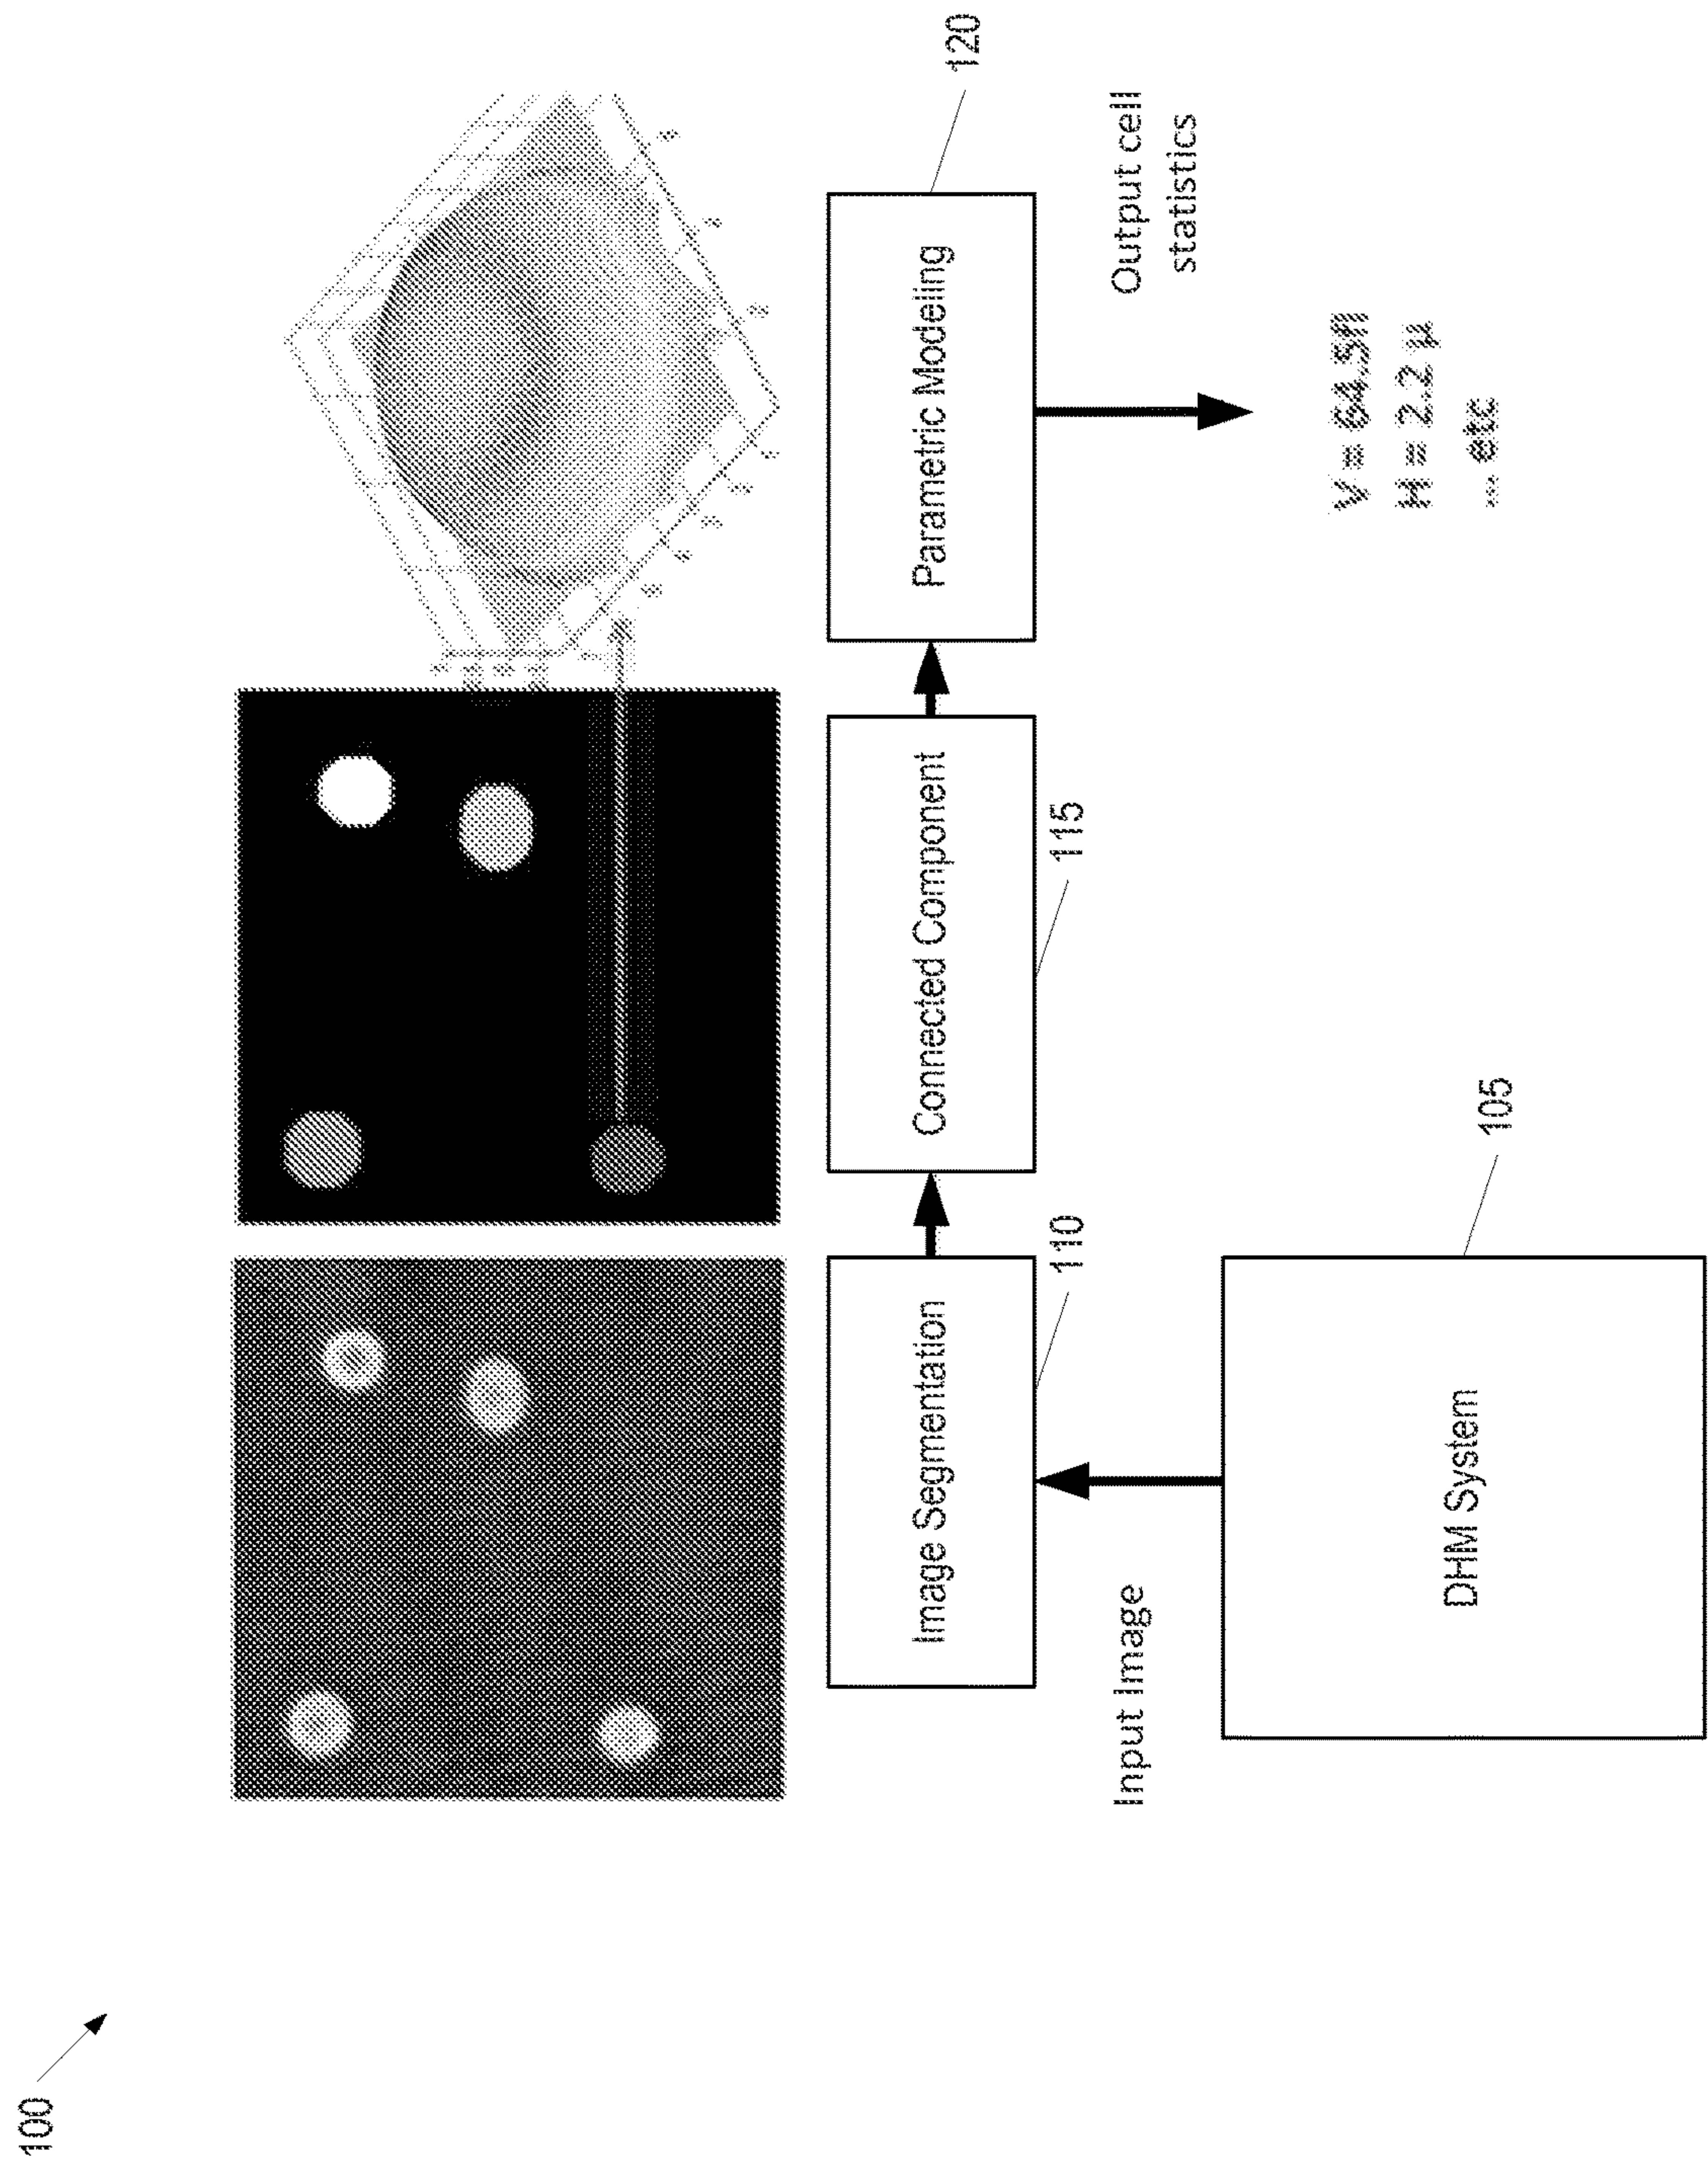 100
Image Segmentation
110
Connected Component
115
Parametric Modeling
120
Input Image
DHM System
105
Output cell
statistics
V = 64.5fl
H = 2.2 µ
... etc